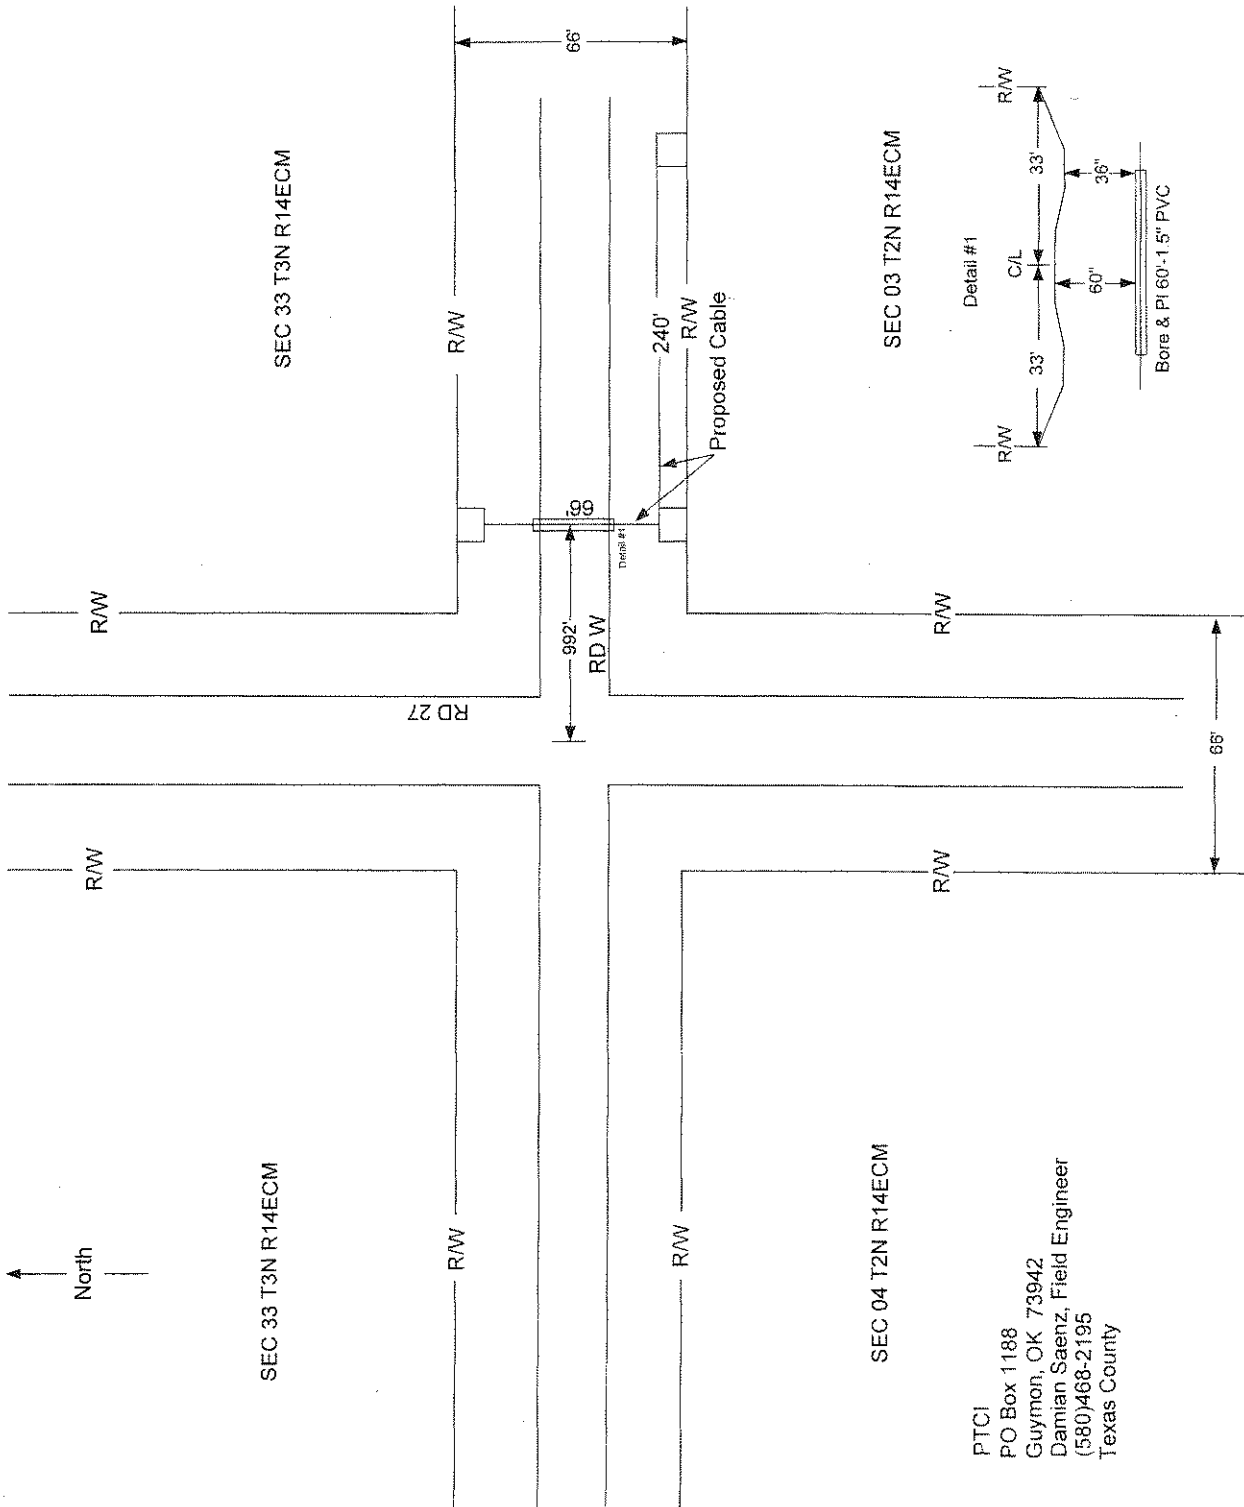 North
R/W
R/W
SEC 33 T3N R14ECM
SEC 33 T3N R14ECM
RD 27
R/W
R/W
66'
992'
66'
RD W
Detail #1
240'
R/W
R/W
Proposed Cable
SEC 04 T2N R14ECM
SEC 03 T2N R14ECM
R/W
R/W
PTCI
PO Box 1188
Guymon, OK 73942
Damian Saenz, Field Engineer
(580)468-2195
Texas County
66'
Detail #1
R/W
C/L
R/W
33'
33'
60"
36"
Bore & Pl 60'-1.5" PVC